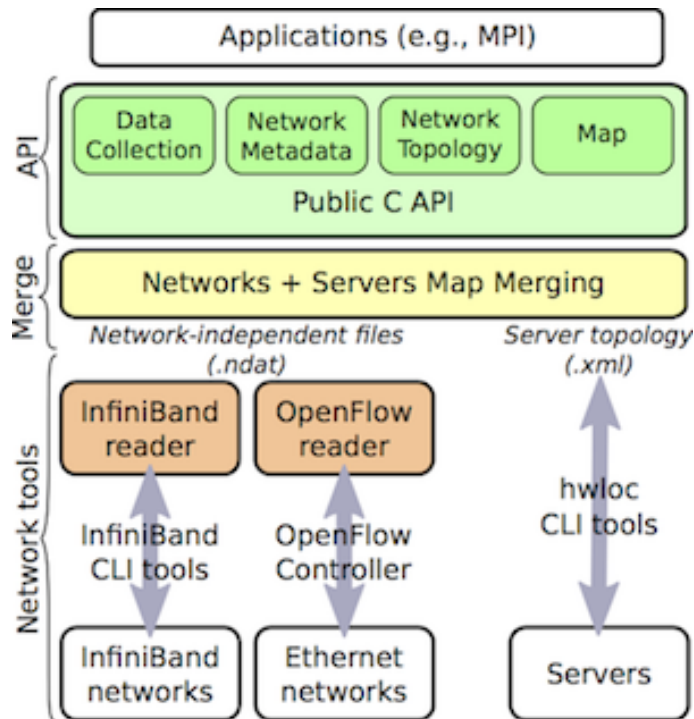 Applications (e.g., MPI)
API
Data
Collection
Network
Metadata
Network
Topology
Map
Public C API
Merge
Networks + Servers Map Merging
Network-independent files
(.ndat)
Server topology
(.xml)
Network tools
InfiniBand
reader
OpenFlow
reader
InfiniBand
CLI tools
OpenFlow
Controller
hwloc
CLI tools
InfiniBand
networks
Ethernet
networks
Servers